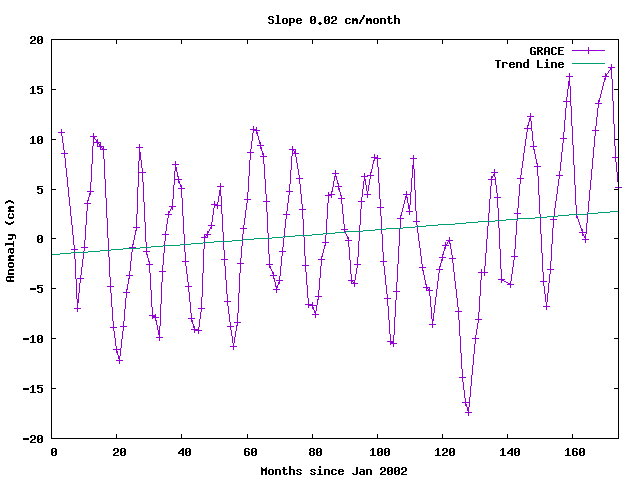 Slope 0.02 cm/month
GRACE
Trend Line
20
15
10
5
0
-5
-10
-15
-20
Anomaly (cm)
0 20 40 60 80 100 120 140 160
Months since Jan 2002